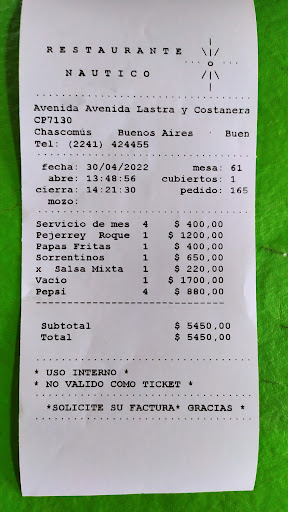 RESTAURANTE
NAUTICO
Avenida Avenida Lastra y Costanera
CP7130
Chascomús Buenos Aires Buen
Tel: (2241) 424455
fecha: 30/04/2022 mesa: 61
abre: 13:48:56 cubiertos: 1
cierra: 14:21:30 pedido: 165
mozo:
Servicio de mes 4 $ 400,00
Pejerrey Roque 1 $ 1200,00
Papas Fritas 1 $ 400,00
Sorrentinos 1 $ 650,00
x Salsa Mixta 1 $ 220,00
Vacio 1 $ 1700,00
Pepsi 4 $ 880,00
Subtotal $ 5450,00
Total $ 5450,00
* USO INTERNO *
* NO VALIDO COMO TICKET *
*SOLICITE SU FACTURA* GRACIAS *